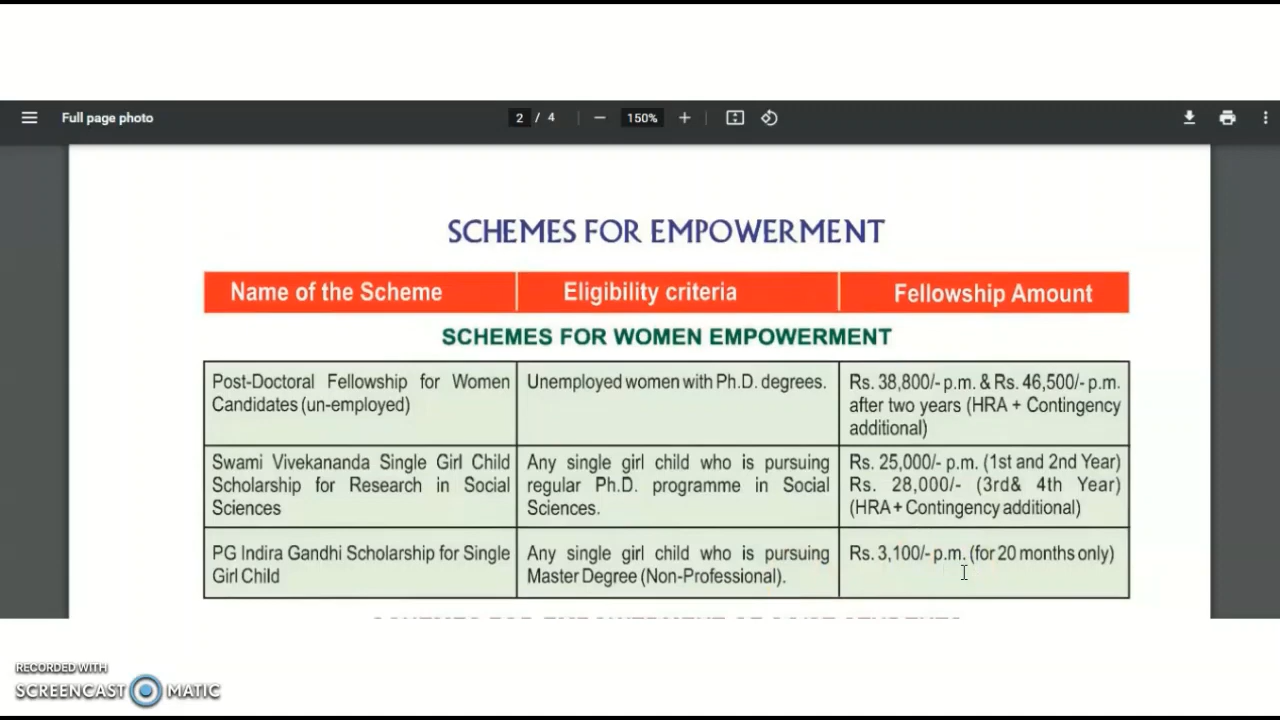 Full page photo
2 / 4
150%
SCHEMES FOR EMPOWERMENT
Name of the Scheme Eligibility criteria Fellowship Amount
SCHEMES FOR WOMEN EMPOWERMENT
Post-Doctoral Fellowship for Women
Candidates (un-employed)
Unemployed women with Ph.D. degrees.
Rs. 38,800/- p.m. & Rs. 46,500/- p.m.
after two years (HRA + Contingency
additional)
Swami Vivekananda Single Girl Child
Scholarship for Research in Social
Sciences
Any single girl child who is pursuing
regular Ph.D. programme in Social
Sciences.
Rs. 25,000/- p.m. (1st and 2nd Year)
Rs. 28,000/- (3rd& 4th Year)
(HRA + Contingency additional)
PG Indira Gandhi Scholarship for Single
Girl Child
Any single girl child who is pursuing
Master Degree (Non-Professional).
Rs. 3,100/- p.m. (for 20 months only)
RECORDED WITH
SCREENCAST MATIC